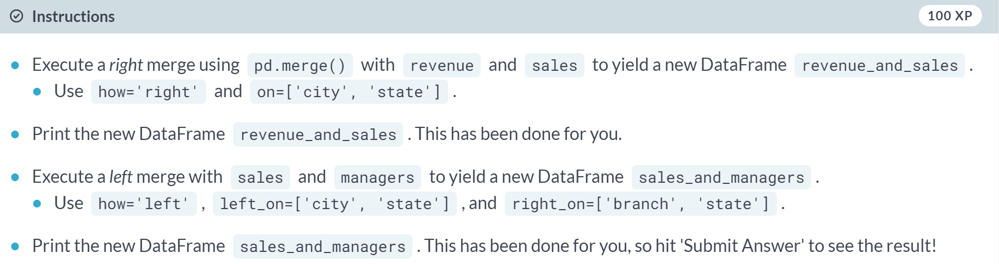 Instructions
100 XP
Execute a right merge using pd.merge() with revenue and sales to yield a new DataFrame revenue_and_sales .
Use how='right' and on=['city', 'state'] .
Print the new DataFrame revenue_and_sales . This has been done for you.
Execute a left merge with sales and managers to yield a new DataFrame sales_and_managers .
Use how='left' , left_on=['city', 'state'] , and right_on=['branch', 'state'] .
Print the new DataFrame sales_and_managers . This has been done for you, so hit 'Submit Answer' to see the result!